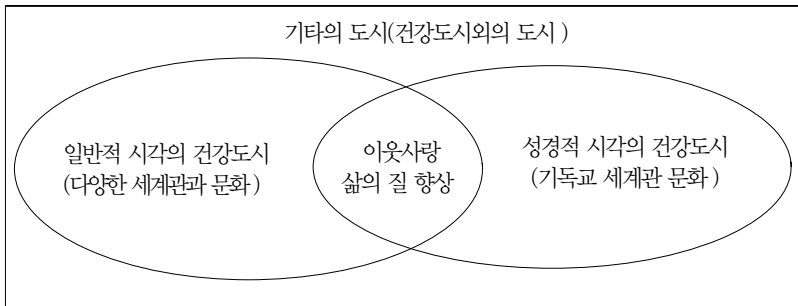 기타의 도시(건강도시외의 도시 )
일반적 시각의 건강도시
(다양한 세계관과 문화 )
이웃사랑
삶의 질 향상
성경적 시각의 건강도시
(기독교 세계관 문화 )